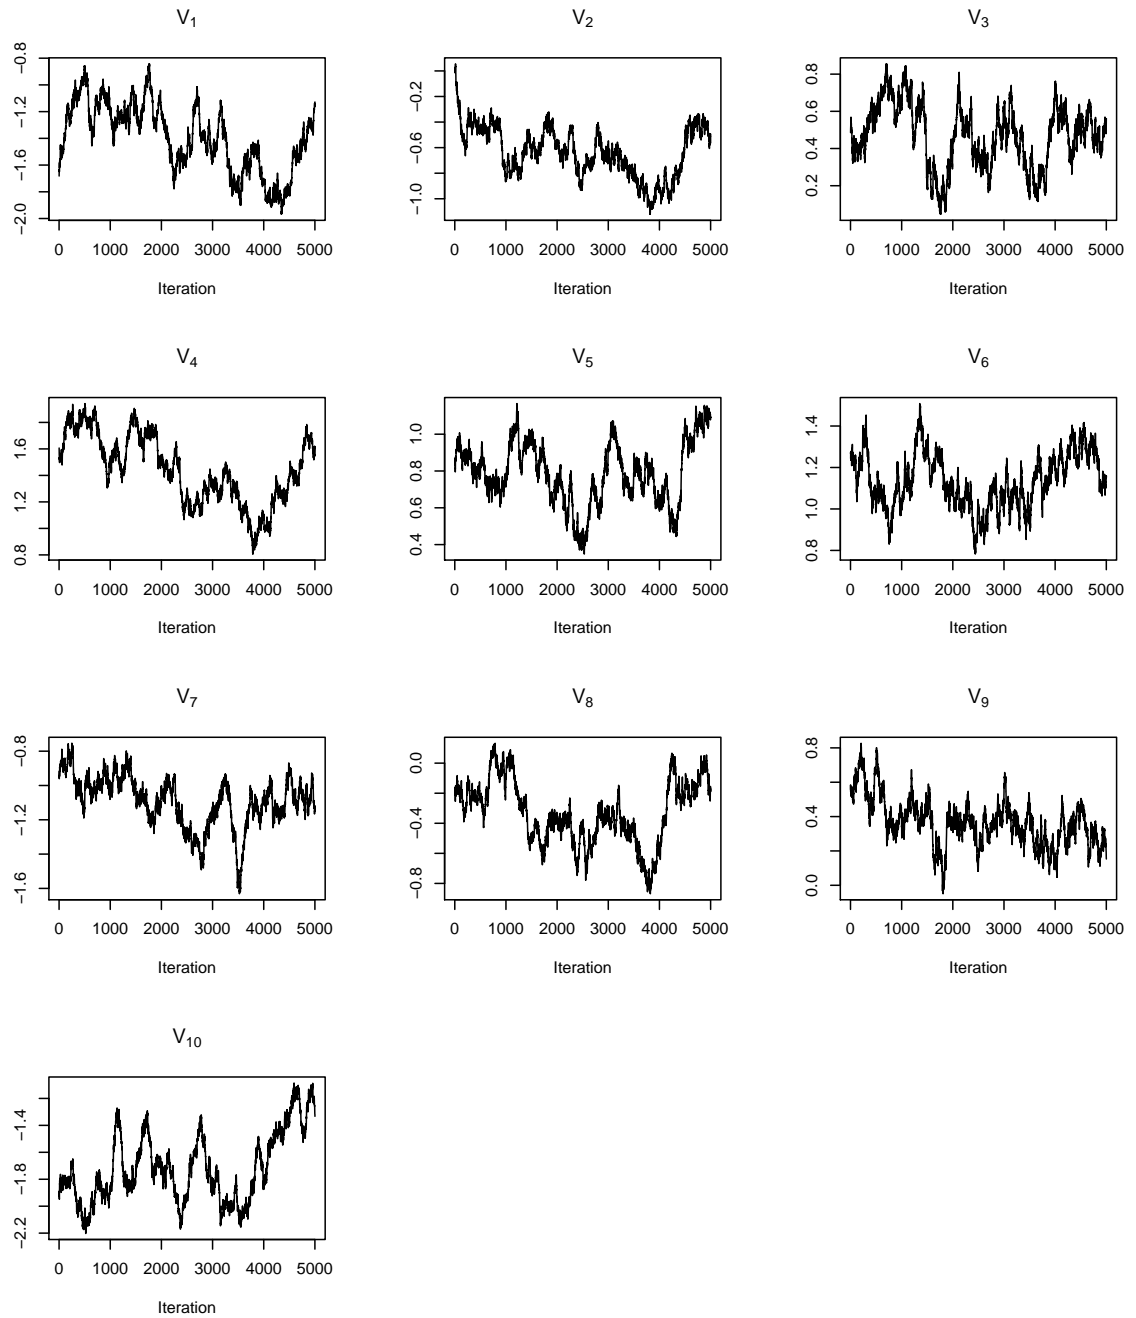 V₁ V₂ V₃
−0.8 −1.2 −1.6 −2.0
−0.2 −0.6 −1.0
0.8 0.6 0.4 0.2
0 1000 2000 3000 4000 5000 0 1000 2000 3000 4000 5000 0 1000 2000 3000 4000 5000
Iteration Iteration Iteration
V₄ V₅ V₆
1.6 1.2 0.8
1.0 0.8 0.6 0.4
1.4 1.2 1.0 0.8
0 1000 2000 3000 4000 5000 0 1000 2000 3000 4000 5000 0 1000 2000 3000 4000 5000
Iteration Iteration Iteration
V₇ V₈ V₉
−0.8 −1.2 −1.6
0.0 −0.4 −0.8
0.8 0.4 0.0
0 1000 2000 3000 4000 5000 0 1000 2000 3000 4000 5000 0 1000 2000 3000 4000 5000
Iteration Iteration Iteration
V₁₀
−1.4 −1.8 −2.2
0 1000 2000 3000 4000 5000
Iteration